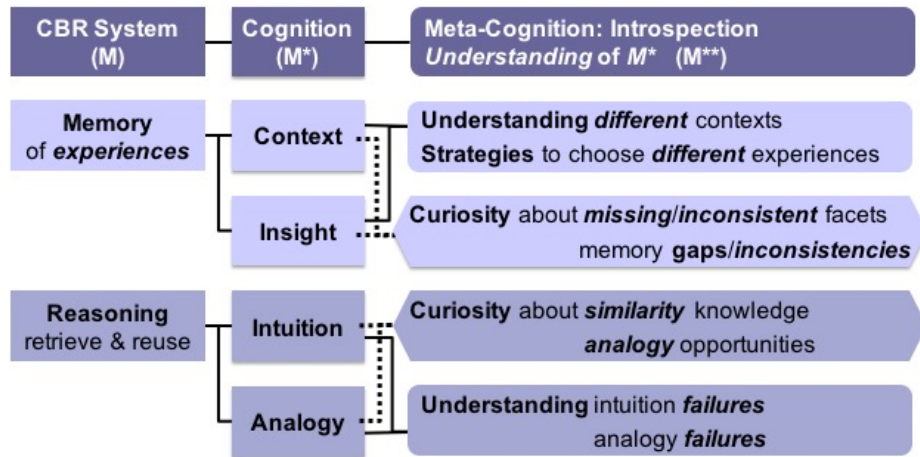 CBR System
(M)
Cognition
(M*)
Meta-Cognition: Introspection
Understanding of M* (M**)
Memory
of experiences
Context
Understanding different contexts
Strategies to choose different experiences
Insight
Curiosity about missing/inconsistent facets
memory gaps/inconsistencies
Reasoning
retrieve & reuse
Intuition
Curiosity about similarity knowledge
analogy opportunities
Analogy
Understanding intuition failures
analogy failures